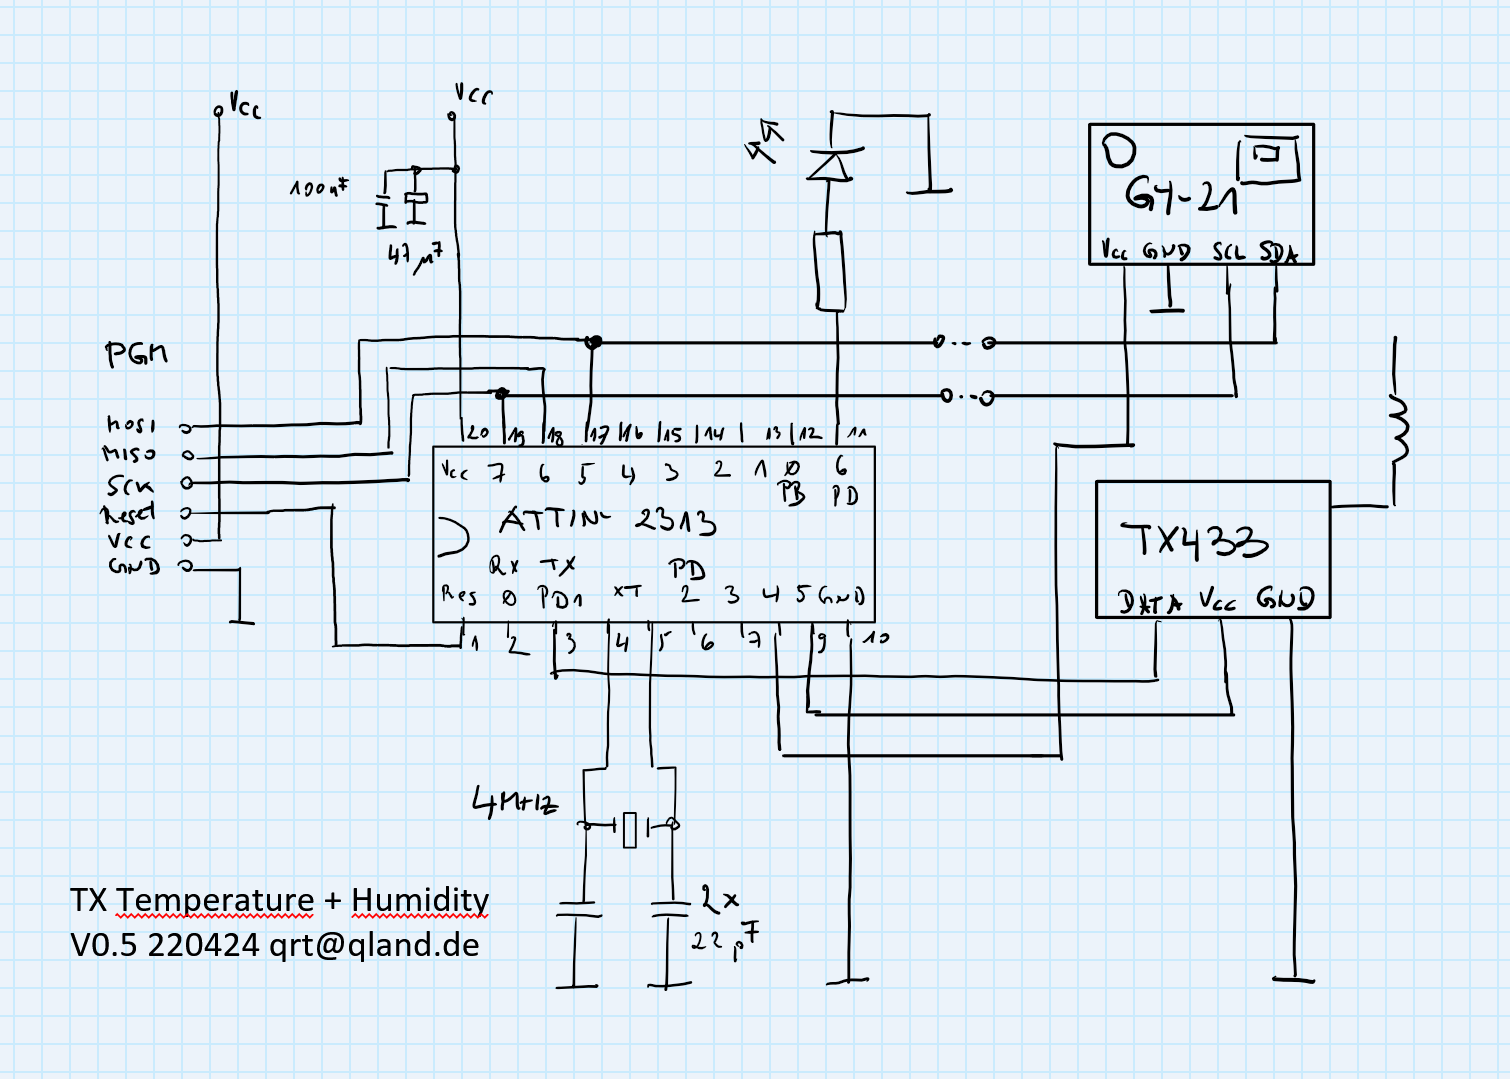 Vcc
Vcc
100nF
47µF
GY-21
Vcc GND SCL SDA
PGM
MOSI
MISO
SCK
Reset
VCC
GND
20 19 18 17 16 15 14 13 12 11
Vcc 7 6 5 4 3 2 1 0 6
PB PD
ATTINY 2313
RX TX PD
Res 0 PD1 XT 2 3 4 5 GND
1 2 3 4 5 6 7 9 10
TX433
DATA Vcc GND
4MHz
2x
22pF
TX Temperature + Humidity
V0.5 220424 qrt@qland.de